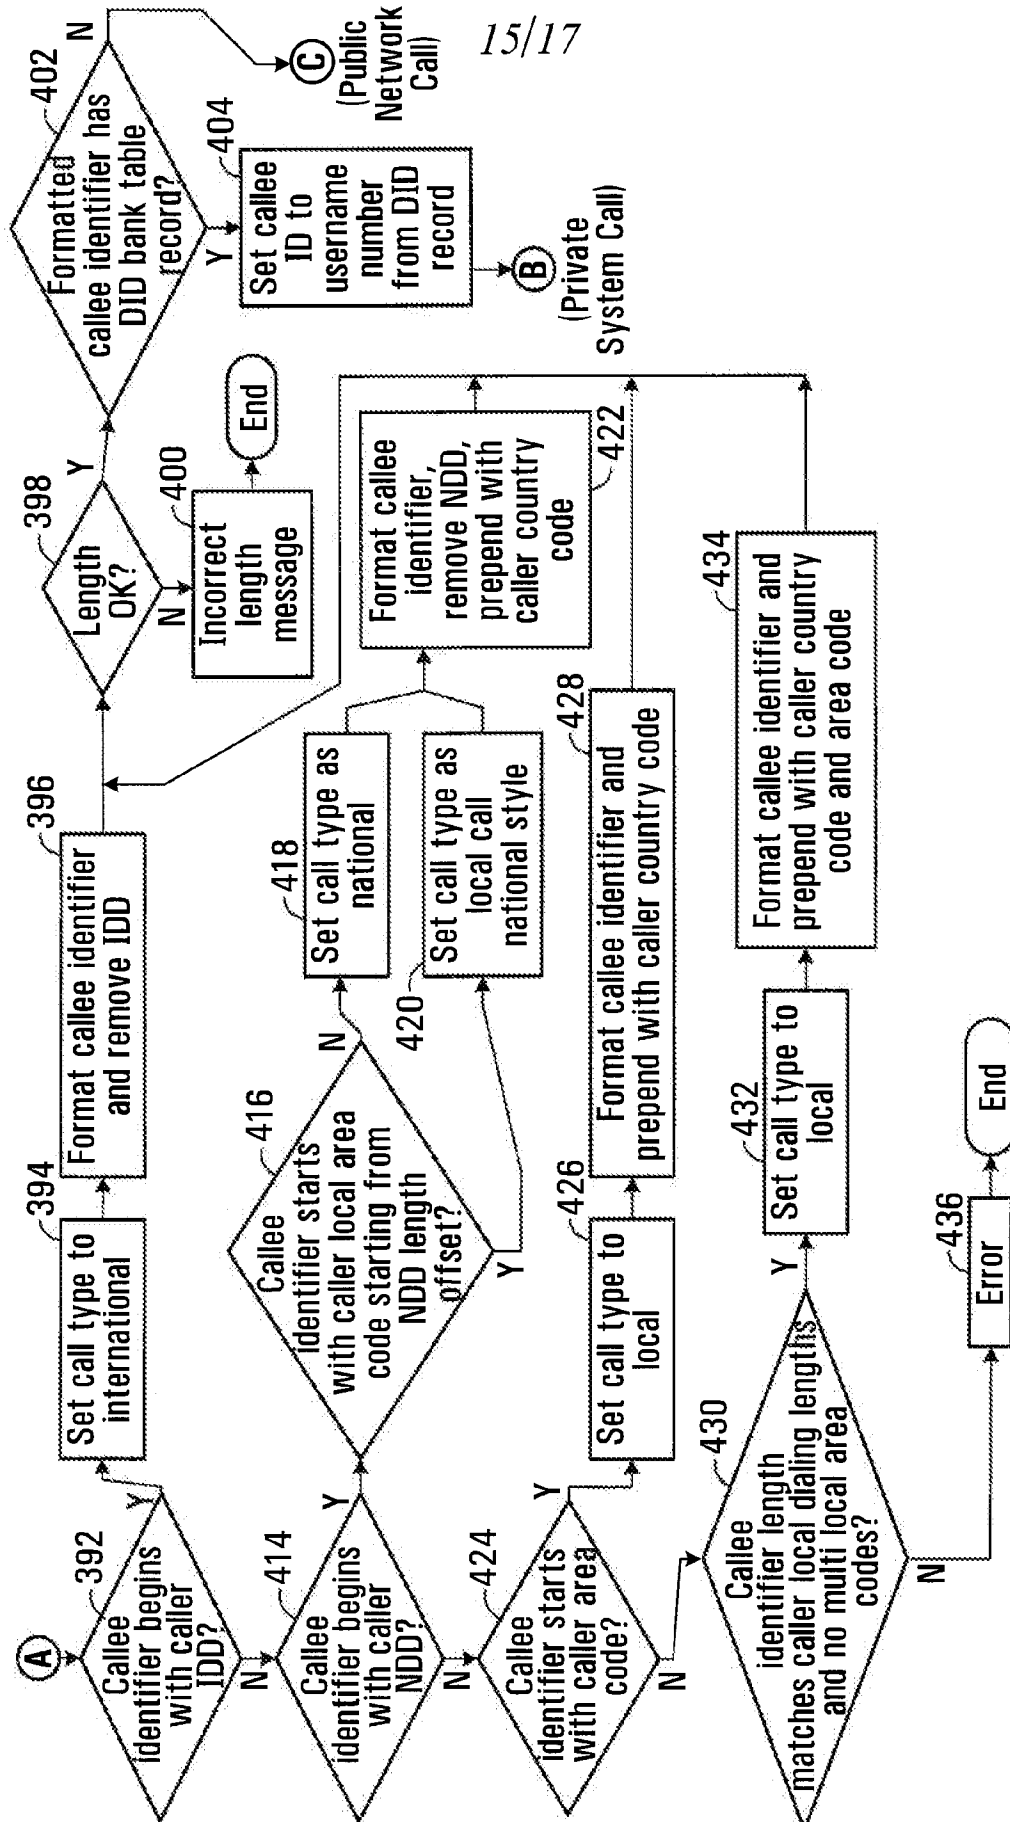 15/17
A
392
Callee
identifier begins
with caller
IDD?
Y
N
394
Set call type to
international
396
Format callee identifier
and remove IDD
398
Length
OK?
Y
N
400
Incorrect
length
message
End
402
Formatted
callee identifier has
DID bank table
record?
N
Y
C
(Public
Network
Call)
404
Set callee
ID to
username
number
from DID
record
B
(Private
System Call)
414
Callee
identifier begins
with caller
NDD?
Y
N
416
Callee
identifier starts
with caller local area
code starting from
NDD length
offset?
N
Y
418
Set call type as
national
420
Set call type as
local call
national style
Format callee
identifier,
remove NDD,
prepend with
caller country
code
422
424
Callee
identifier starts
with caller area
code?
Y
N
426
Set call type to
local
428
Format callee identifier and
prepend with caller country code
430
Callee
identifier length
matches caller local dialing lengths
and no multi local area
codes?
Y
N
432
Set call type to
local
434
Format callee identifier and
prepend with caller country
code and area code
436
Error
End